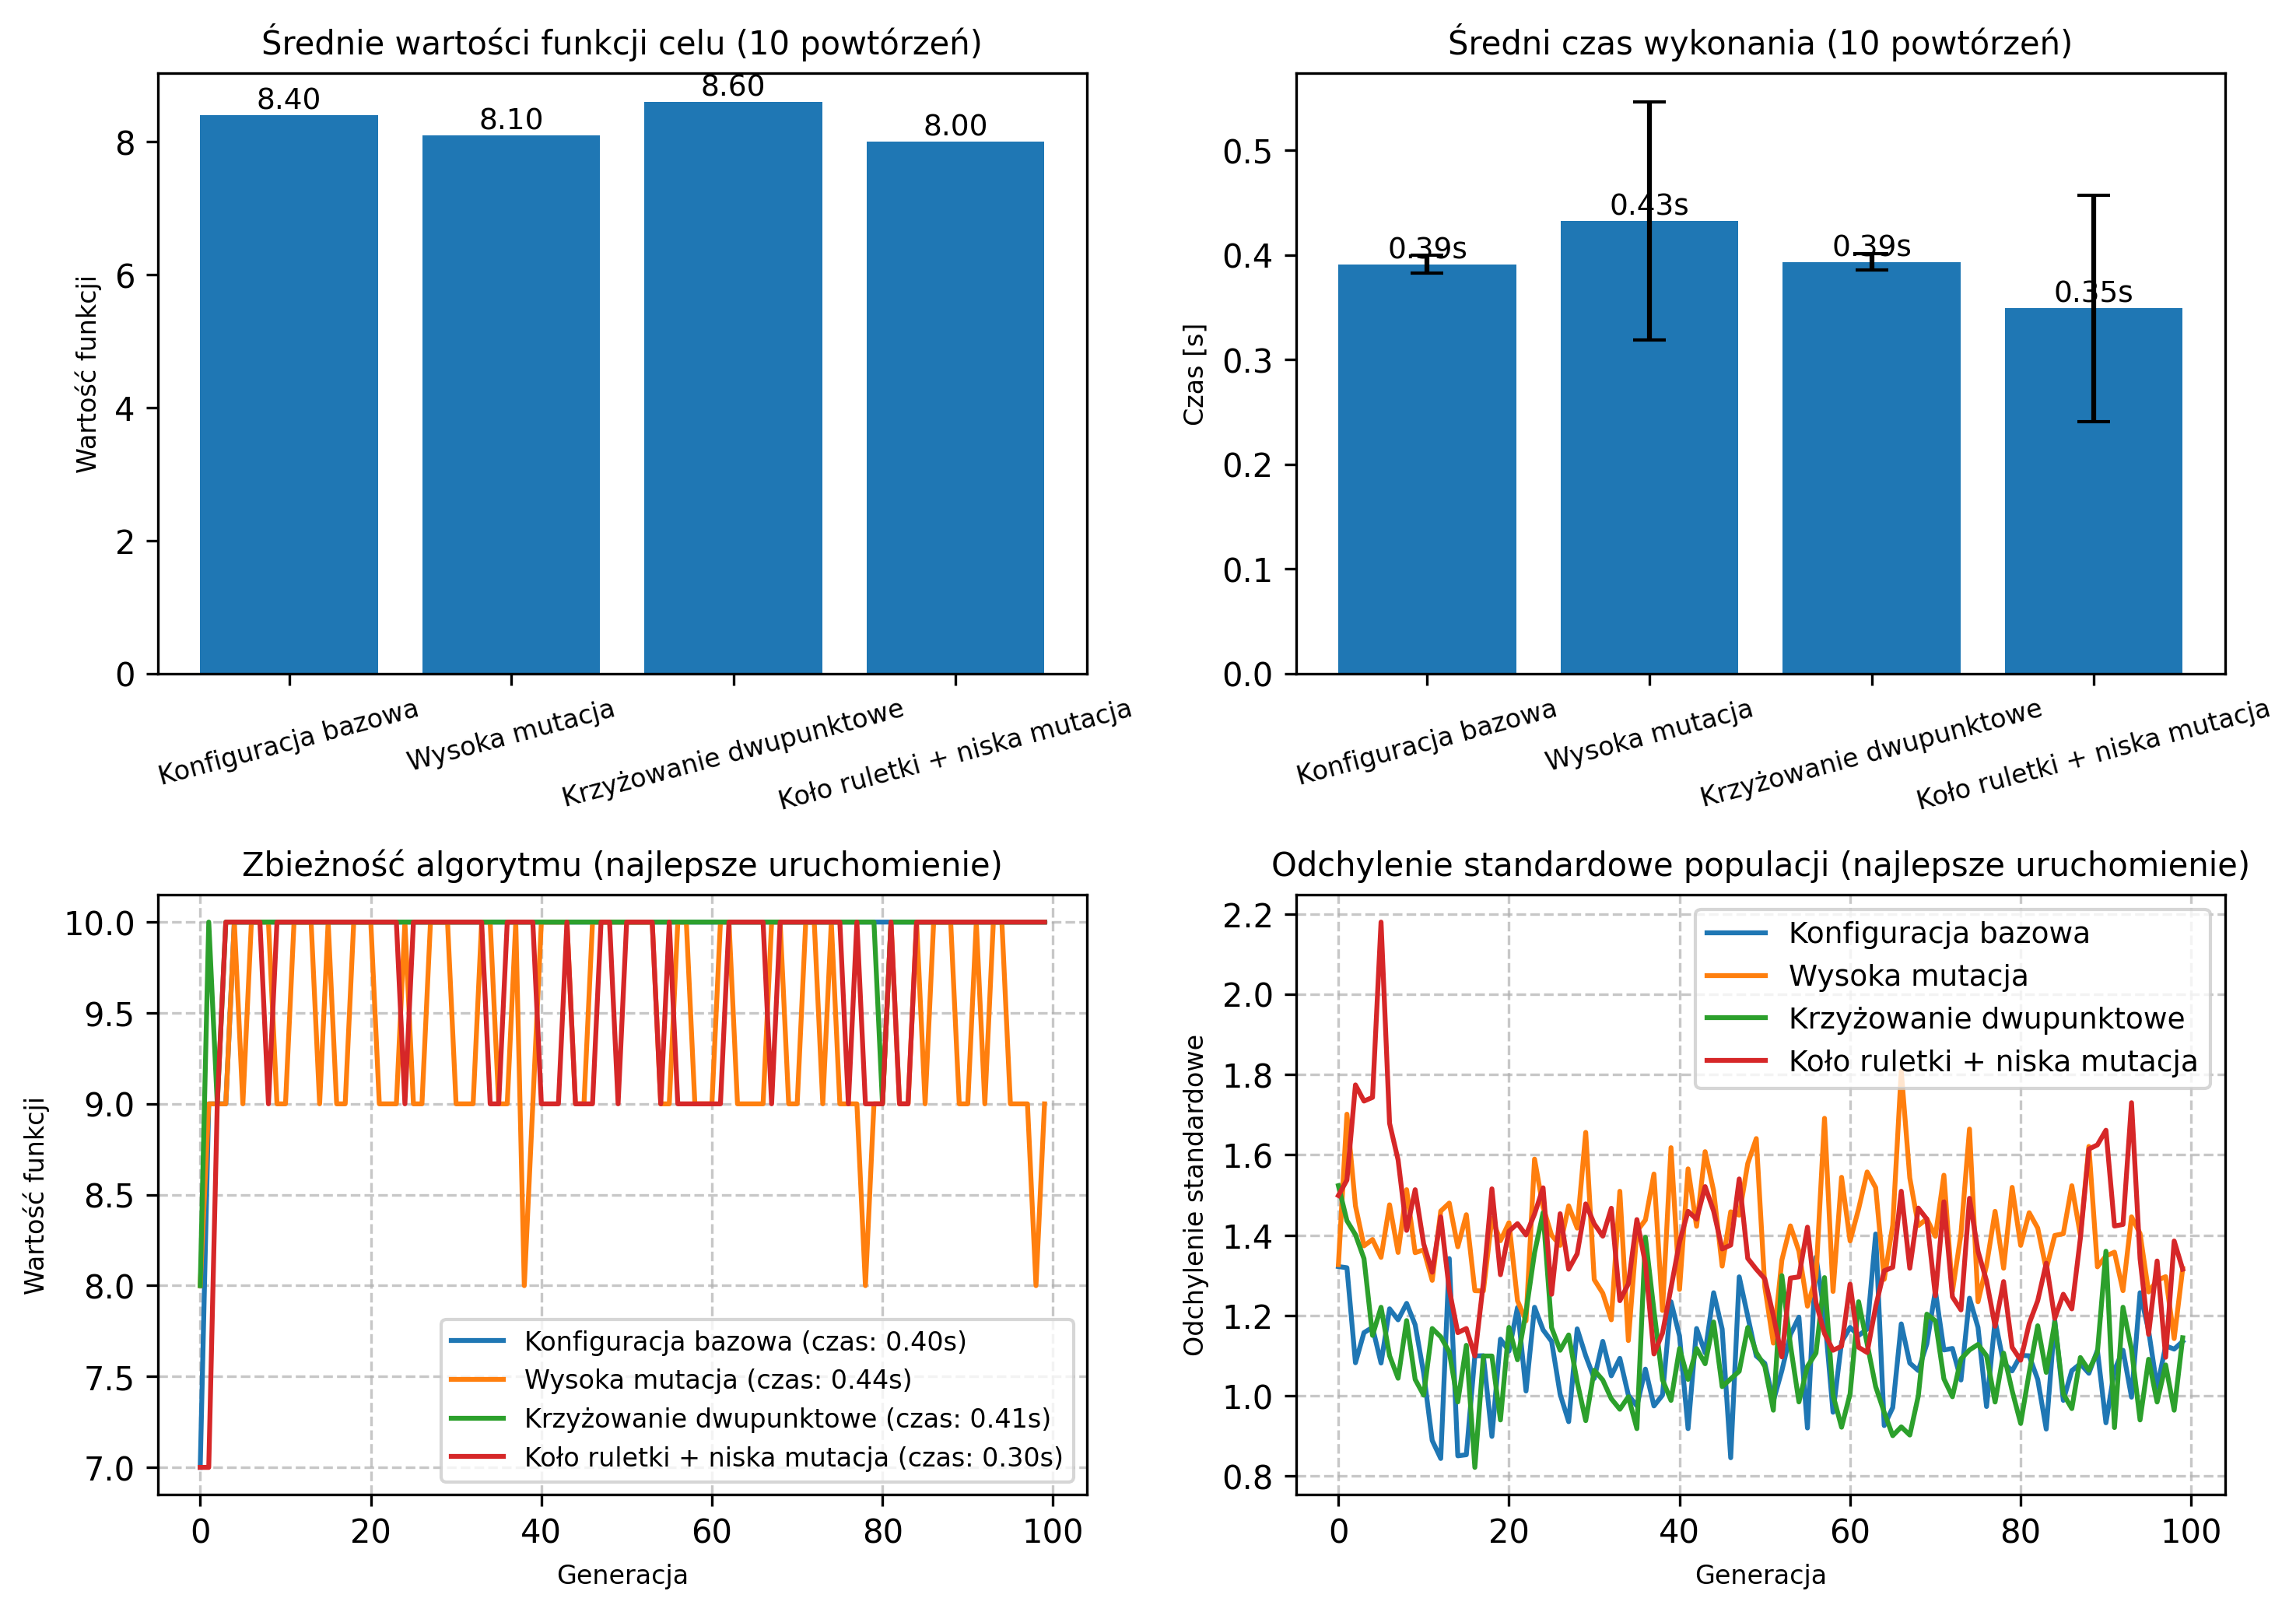 Średnie wartości funkcji celu (10 powtórzeń)
Wartość funkcji
8
6
4
2
0
8.40
8.10
8.60
8.00
Konfiguracja bazowa
Wysoka mutacja
Krzyżowanie dwupunktowe
Koło ruletki + niska mutacja
Średni czas wykonania (10 powtórzeń)
Czas [s]
0.5
0.4
0.3
0.2
0.1
0.0
0.39s
0.43s
0.39s
0.35s
Konfiguracja bazowa
Wysoka mutacja
Krzyżowanie dwupunktowe
Koło ruletki + niska mutacja
Zbieżność algorytmu (najlepsze uruchomienie)
Wartość funkcji
10.0
9.5
9.0
8.5
8.0
7.5
7.0
Konfiguracja bazowa (czas: 0.40s)
Wysoka mutacja (czas: 0.44s)
Krzyżowanie dwupunktowe (czas: 0.41s)
Koło ruletki + niska mutacja (czas: 0.30s)
0 20 40 60 80 100
Generacja
Odchylenie standardowe populacji (najlepsze uruchomienie)
Odchylenie standardowe
2.2
2.0
1.8
1.6
1.4
1.2
1.0
0.8
Konfiguracja bazowa
Wysoka mutacja
Krzyżowanie dwupunktowe
Koło ruletki + niska mutacja
0 20 40 60 80 100
Generacja